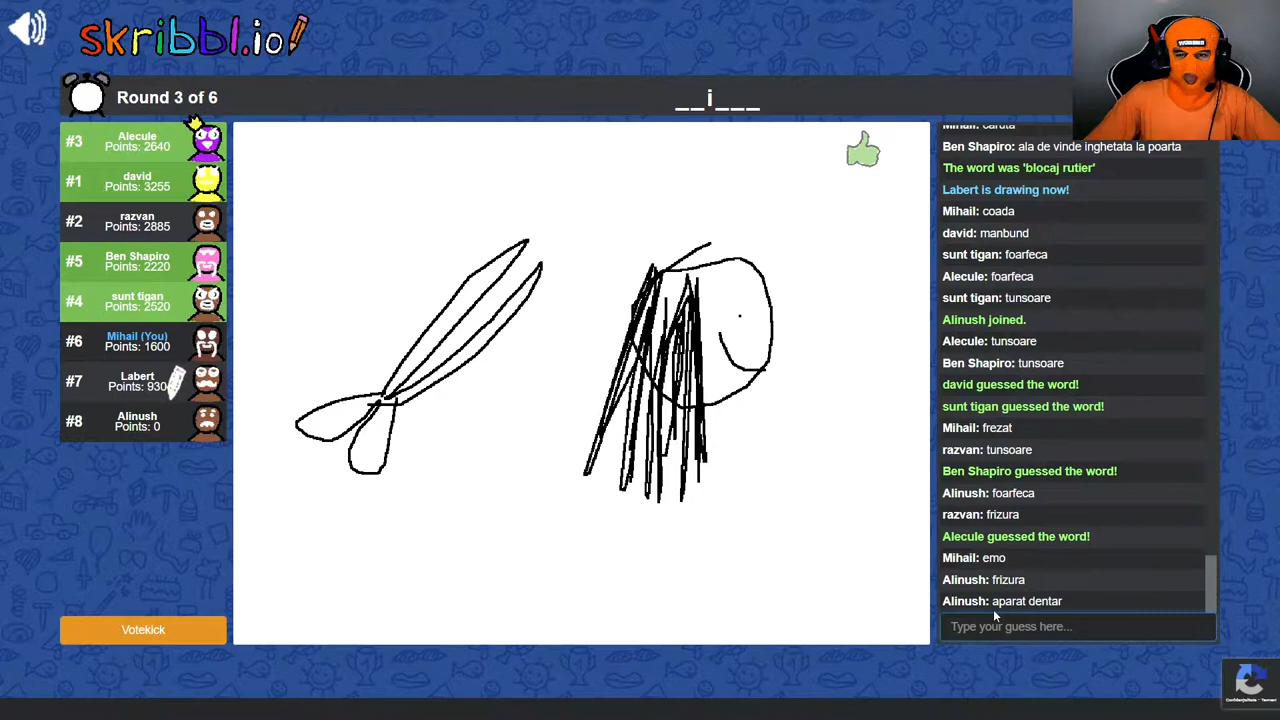 skribbl.io
Round 3 of 6
__i___
#3
Alecule
Points: 2640
#1
david
Points: 3255
#2
razvan
Points: 2885
#5
Ben Shapiro
Points: 2220
#4
sunt tigan
Points: 2520
#6
Mihail (You)
Points: 1600
#7
Labert
Points: 930
#8
Alinush
Points: 0
Votekick
Mihail: caruta
Ben Shapiro: ala de vinde inghetata la poarta
The word was 'blocaj rutier'
Labert is drawing now!
Mihail: coada
david: manbund
sunt tigan: foarfeca
Alecule: foarfeca
sunt tigan: tunsoare
Alinush joined.
Alecule: tunsoare
Ben Shapiro: tunsoare
david guessed the word!
sunt tigan guessed the word!
Mihail: frezat
razvan: tunsoare
Ben Shapiro guessed the word!
Alinush: foarfeca
razvan: frizura
Alecule guessed the word!
Mihail: emo
Alinush: frizura
Alinush: aparat dentar
Type your guess here...